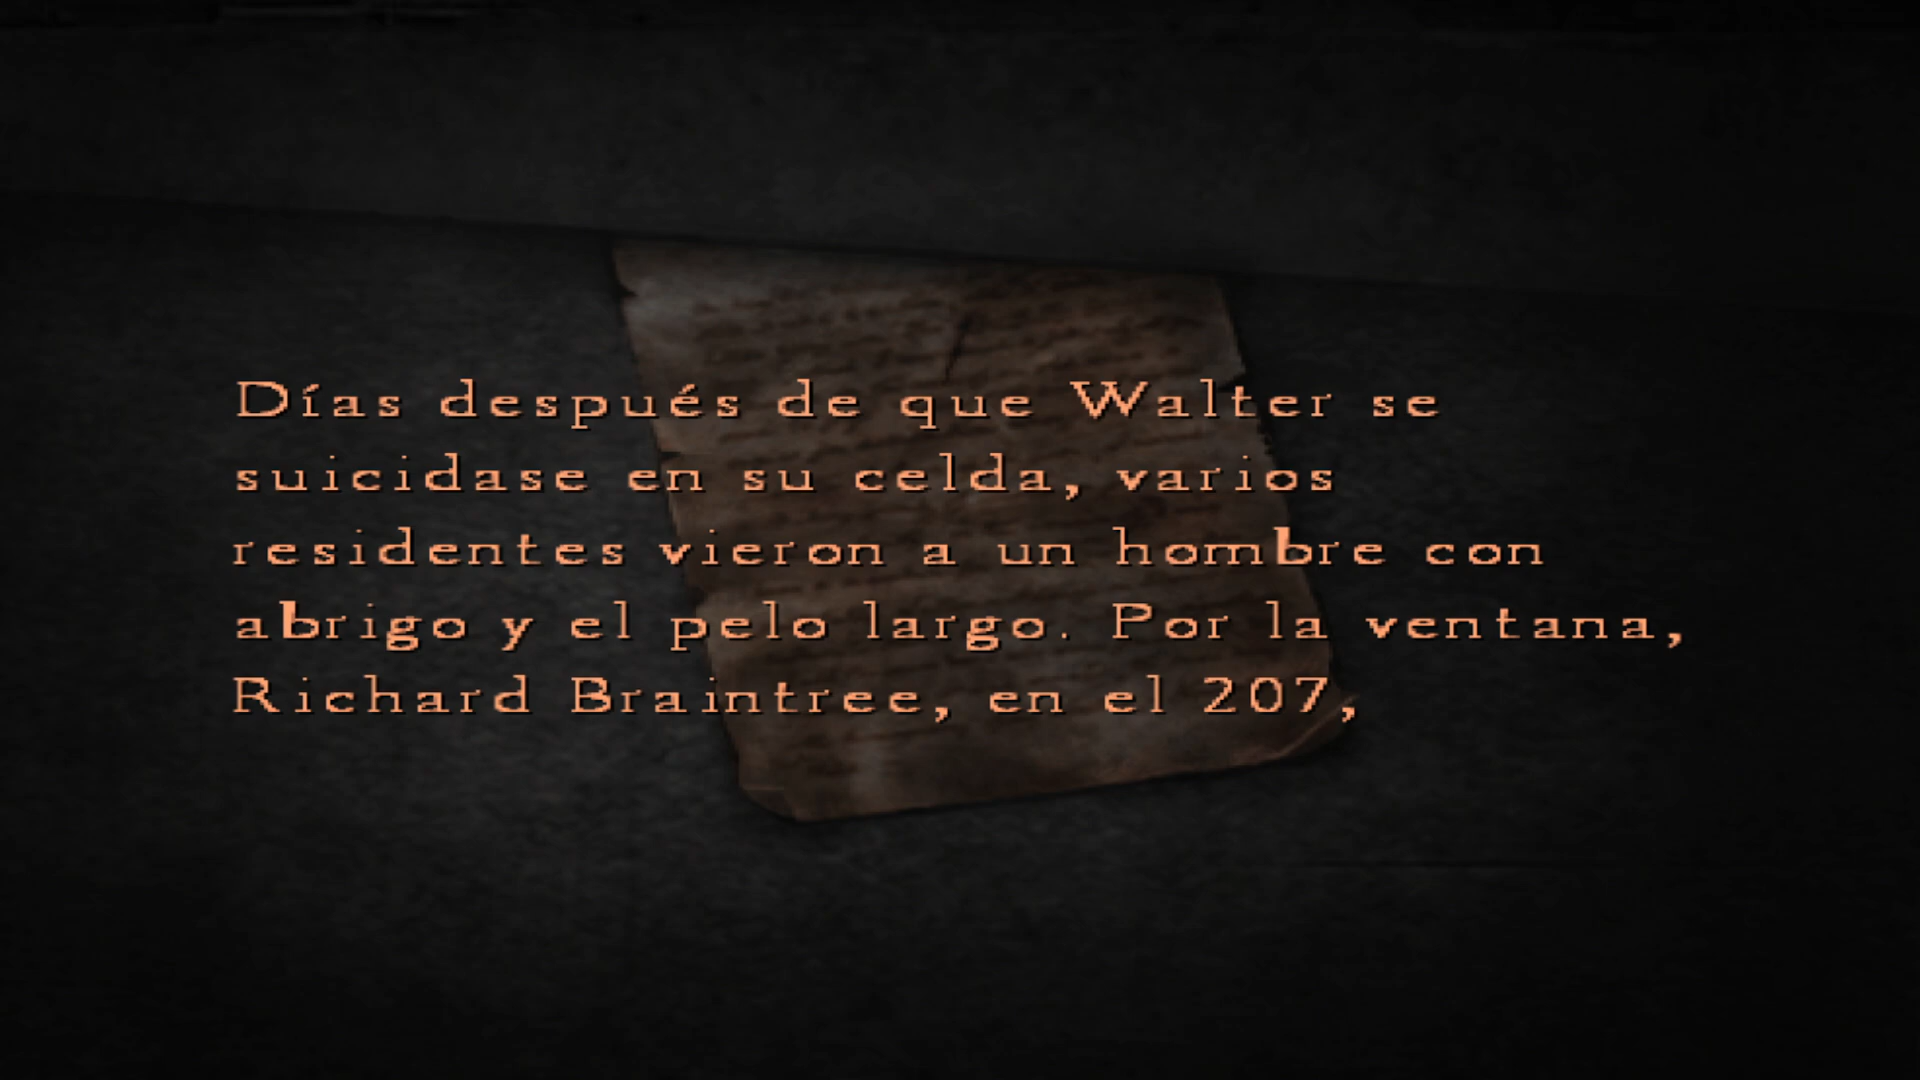 Días después de que Walter se
suicidase en su celda, varios
residentes vieron a un hombre con
abrigo y el pelo largo. Por la ventana,
Richard Braintree, en el 207,